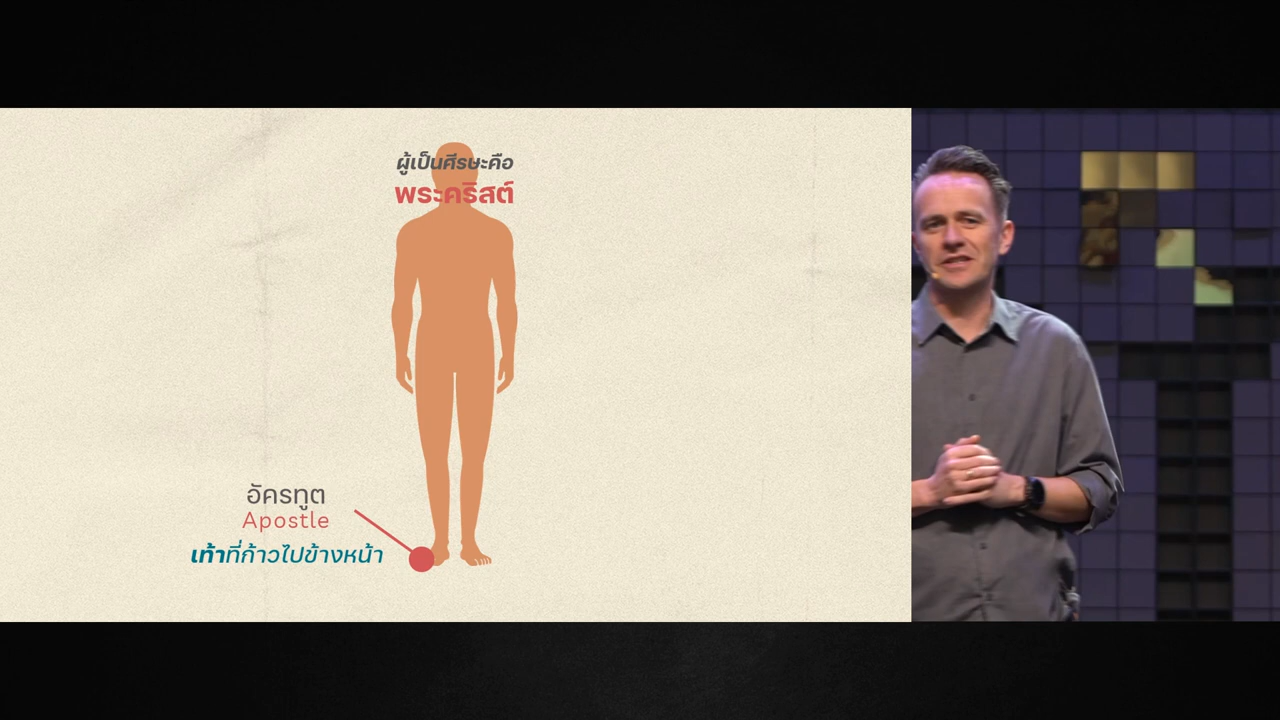 ผู้เป็นศีรษะคือ
พระคริสต์
อัครทูต
Apostle
เท้าที่ก้าวไปข้างหน้า